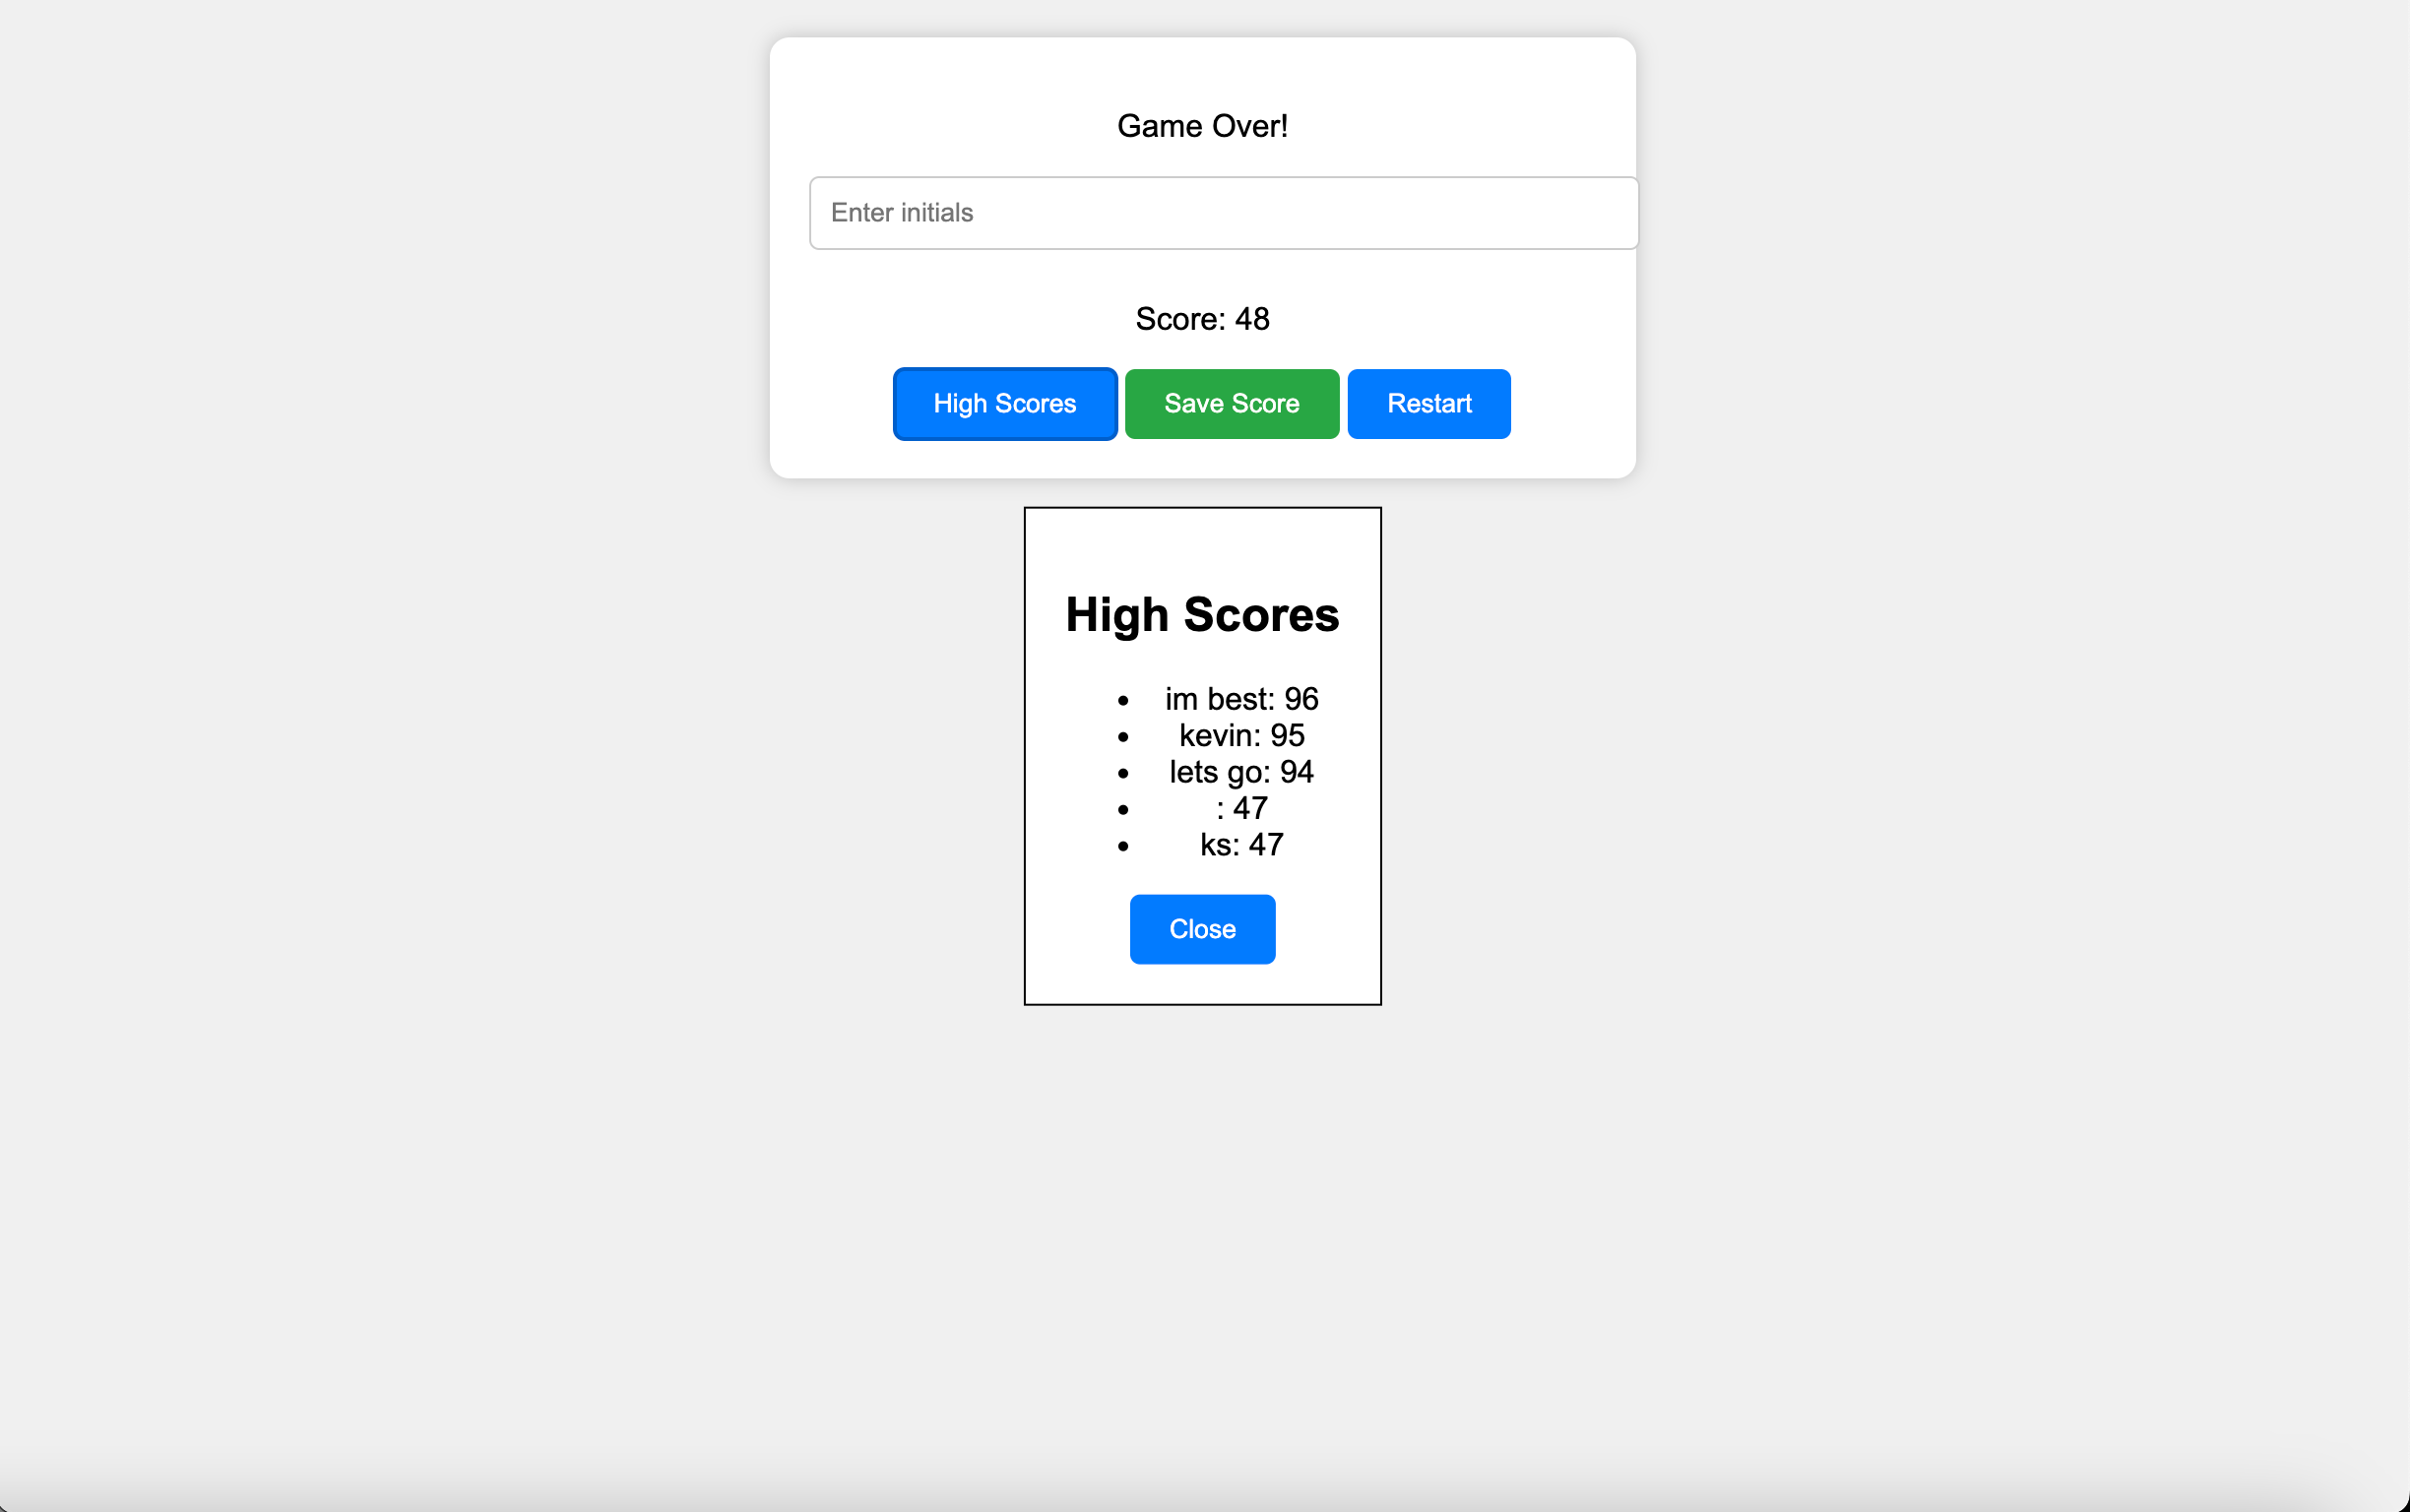 Game Over!
Enter initials
Score: 48
High Scores Save Score Restart
High Scores
• im best: 96
• kevin: 95
• lets go: 94
• : 47
• ks: 47
Close